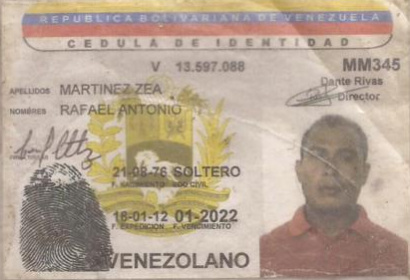 REPUBLICA BOLIVARIANA DE VENEZUELA
CEDULA DE IDENTIDAD
V 13.597.088
MM345
Dante Rivas
Director
APELLIDOS MARTINEZ ZEA
NOMBRES RAFAEL ANTONIO
21-08-76 SOLTERO
F. NACIMIENTO EDO CIVIL
16-01-12 01-2022
F. EXPEDICION F. VENCIMIENTO
VENEZOLANO